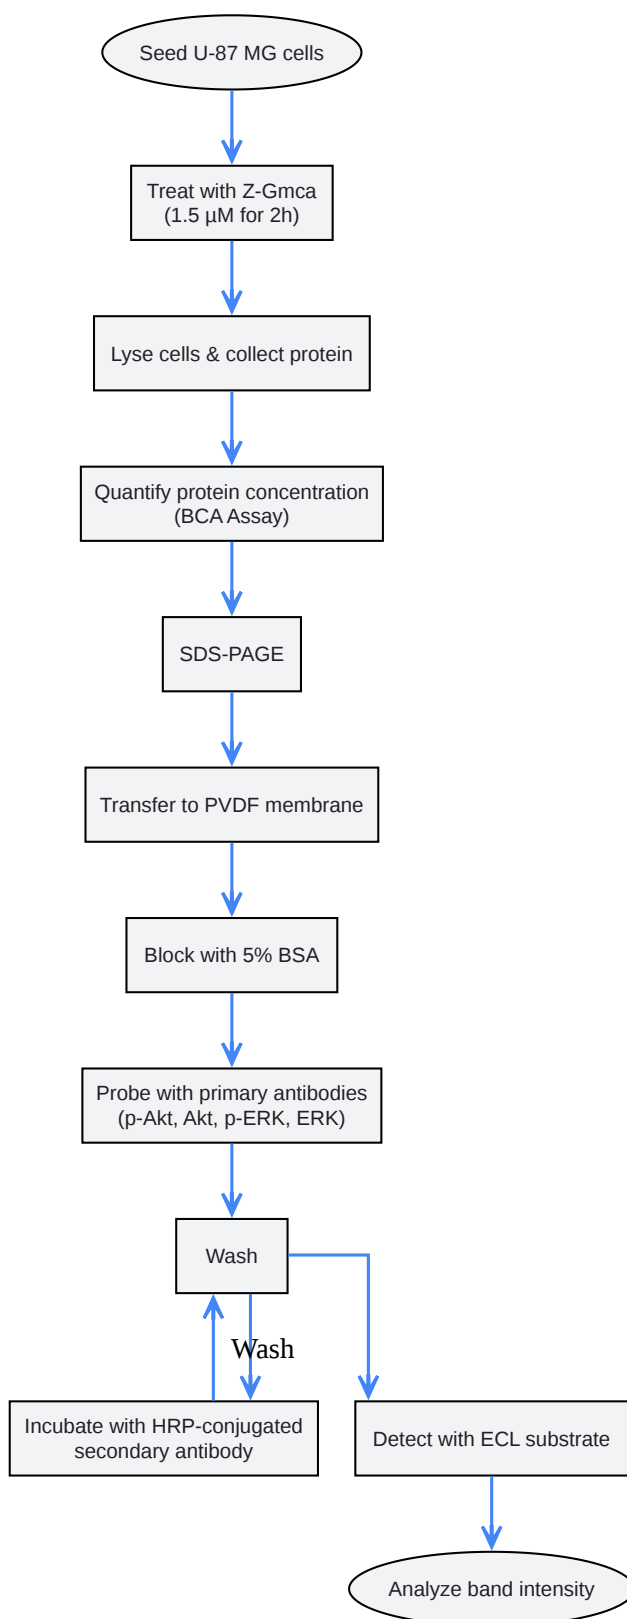 Seed U-87 MG cells
Treat with Z-Gmca
(1.5 µM for 2h)
Lyse cells & collect protein
Quantify protein concentration
(BCA Assay)
SDS-PAGE
Transfer to PVDF membrane
Block with 5% BSA
Probe with primary antibodies
(p-Akt, Akt, p-ERK, ERK)
Wash
Wash
Incubate with HRP-conjugated
secondary antibody
Detect with ECL substrate
Analyze band intensity